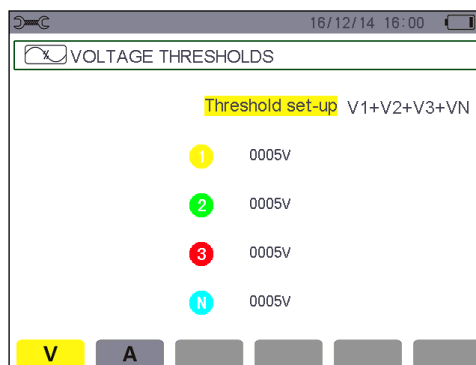 16/12/14 16:00
VOLTAGE THRESHOLDS
Threshold set-up V1+V2+V3+VN
1 0005V
2 0005V
3 0005V
N 0005V
V A